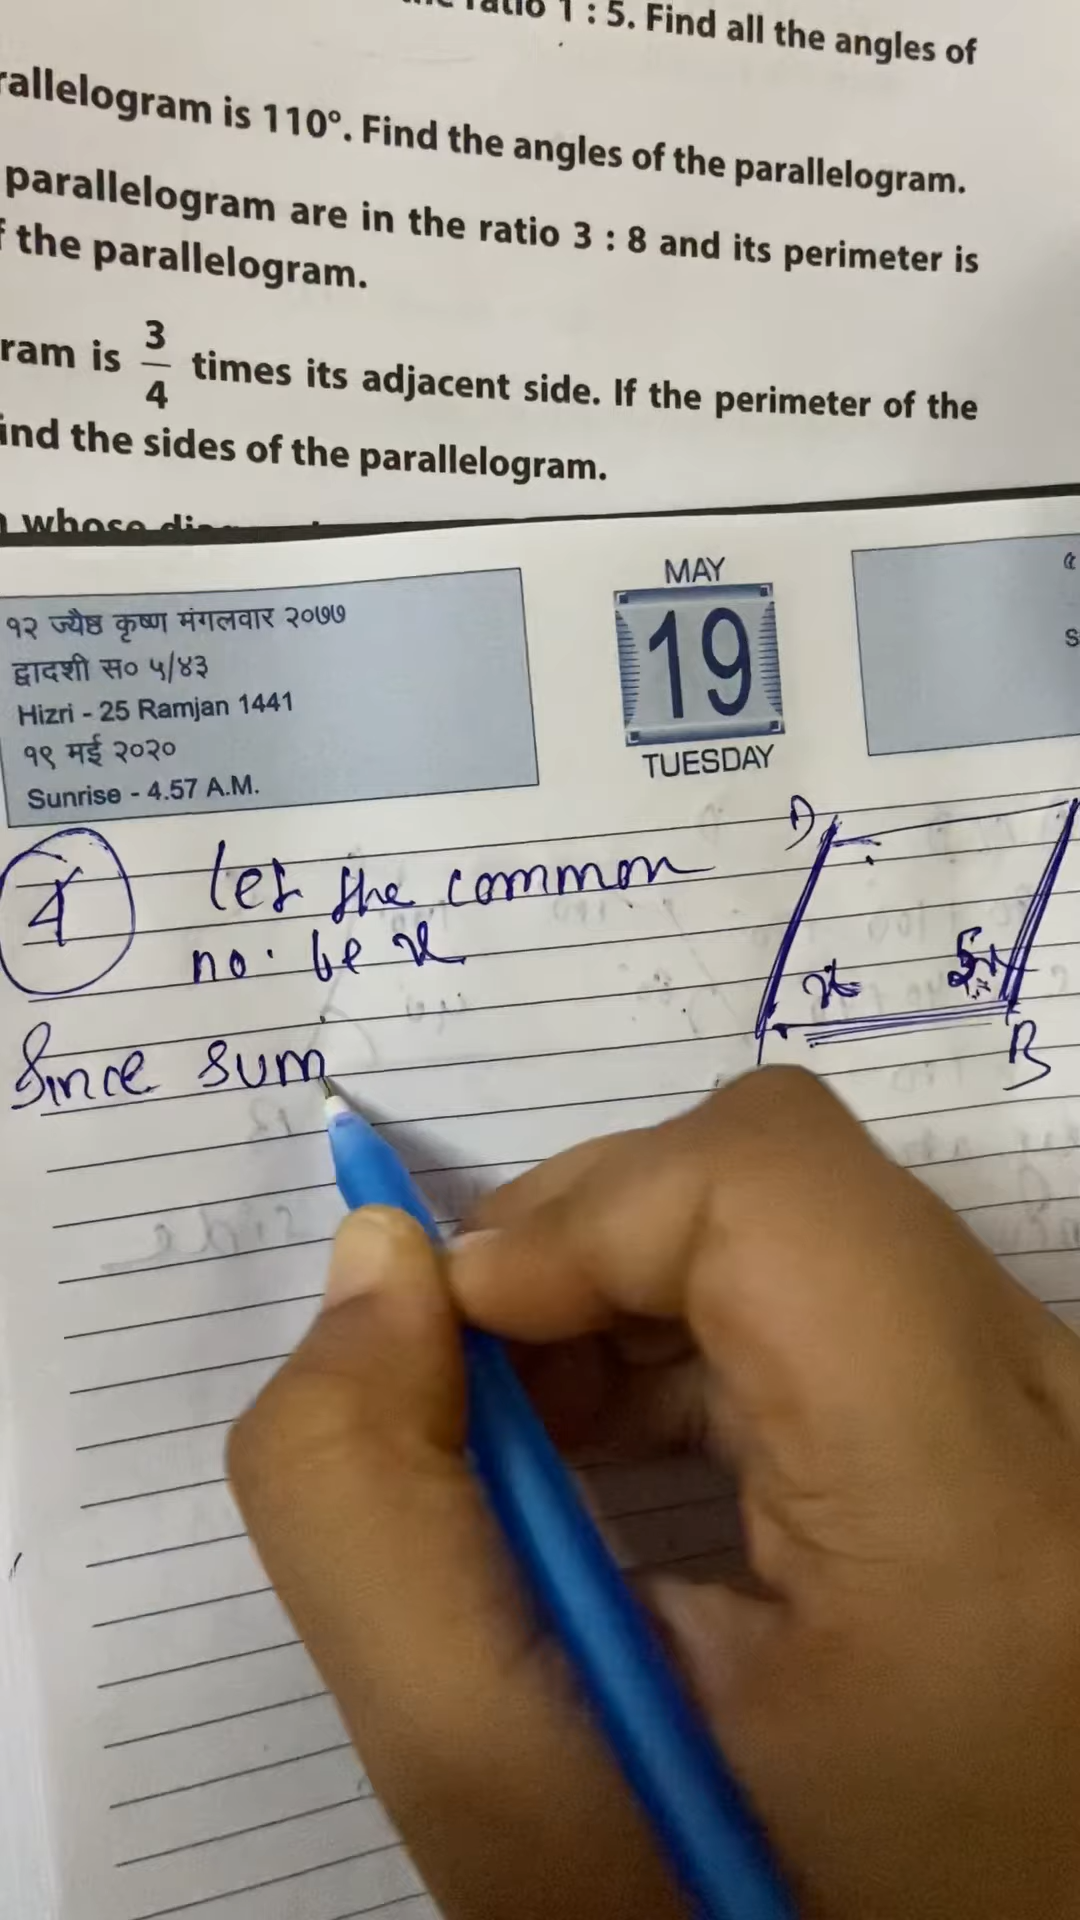 ratio 1 : 5. Find all the angles of
rallelogram is 110°. Find the angles of the parallelogram.
parallelogram are in the ratio 3 : 8 and its perimeter is
f the parallelogram.
ram is 3/4 times its adjacent side. If the perimeter of the
ind the sides of the parallelogram.
whose
१२ ज्यैष्ठ कृष्ण मंगलवार २०७७
द्वादशी स० ५/४३
Hizri - 25 Ramjan 1441
१९ मई २०२०
Sunrise - 4.57 A.M.
MAY
19
TUESDAY
4
let the common
no. be x
Since sum
D
x
5x
B